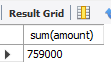 Result Grid
sum(amount)
759000